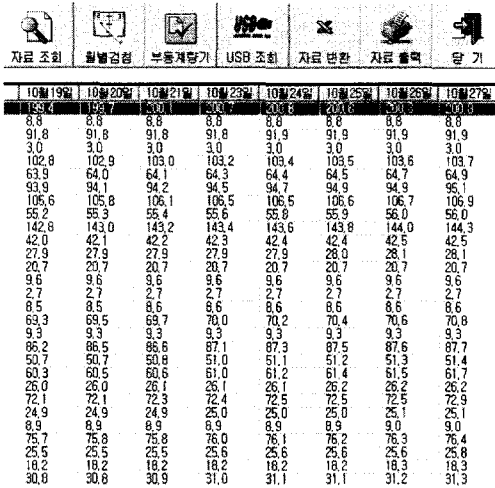 자료 조회 월별검침 부동계량기 USB 조회 자료 변환 자료 출력 닫 기
10월19일 10월20일 10월21일 10월23일 10월24일 10월25일 10월26일 10월27일
199,4 199,7 200,1 200,7 200,8
8,8 8,8 8,8 8,8 8,8 8,8 8,8 8,8
91,8 91,8 91,8 91,8 91,9 91,9 91,9 91,9
3,0 3,0 3,0 3,0 3,0 3,0 3,0 3,0
102,8 102,9 103,0 103,2 103,4 103,5 103,6 103,7
63,9 64,0 64,1 64,3 64,4 64,5 64,7 64,9
93,9 94,1 94,2 94,5 94,7 94,9 94,9 95,1
105,6 105,8 106,1 106,5 106,5 106,6 106,7 106,9
55,2 55,3 55,4 55,6 55,8 55,9 56,0 56,0
142,8 143,0 143,2 143,4 143,6 143,8 144,0 144,3
42,0 42,1 42,2 42,3 42,4 42,4 42,5 42,5
27,9 27,9 27,9 27,9 27,9 28,0 28,1 28,1
20,7 20,7 20,7 20,7 20,7 20,7 20,7 20,7
9,6 9,6 9,6 9,6 9,6 9,6 9,6 9,6
2,7 2,7 2,7 2,7 2,7 2,7 2,7 2,7
8,5 8,5 8,6 8,6 8,6 8,6 8,6 8,6
69,3 69,5 69,7 70,0 70,2 70,4 70,6 70,8
9,3 9,3 9,3 9,3 9,3 9,3 9,3 9,3
86,2 86,5 86,6 87,1 87,3 87,5 87,6 87,7
50,7 50,7 50,8 51,0 51,1 51,2 51,3 51,4
60,3 60,5 60,6 61,0 61,2 61,4 61,5 61,7
26,0 26,0 26,1 26,1 26,1 26,2 26,2 26,2
72,1 72,1 72,3 72,4 72,5 72,5 72,5 72,9
24,9 24,9 24,9 25,0 25,0 25,0 25,1 25,1
8,9 8,9 8,9 8,9 8,9 8,9 9,0 9,0
75,7 75,8 75,8 76,0 76,1 76,2 76,3 76,4
25,5 25,5 25,5 25,6 25,6 25,6 25,6 25,8
18,2 18,2 18,2 18,2 18,2 18,2 18,3 18,3
30,8 30,8 30,9 31,0 31,1 31,1 31,2 31,3